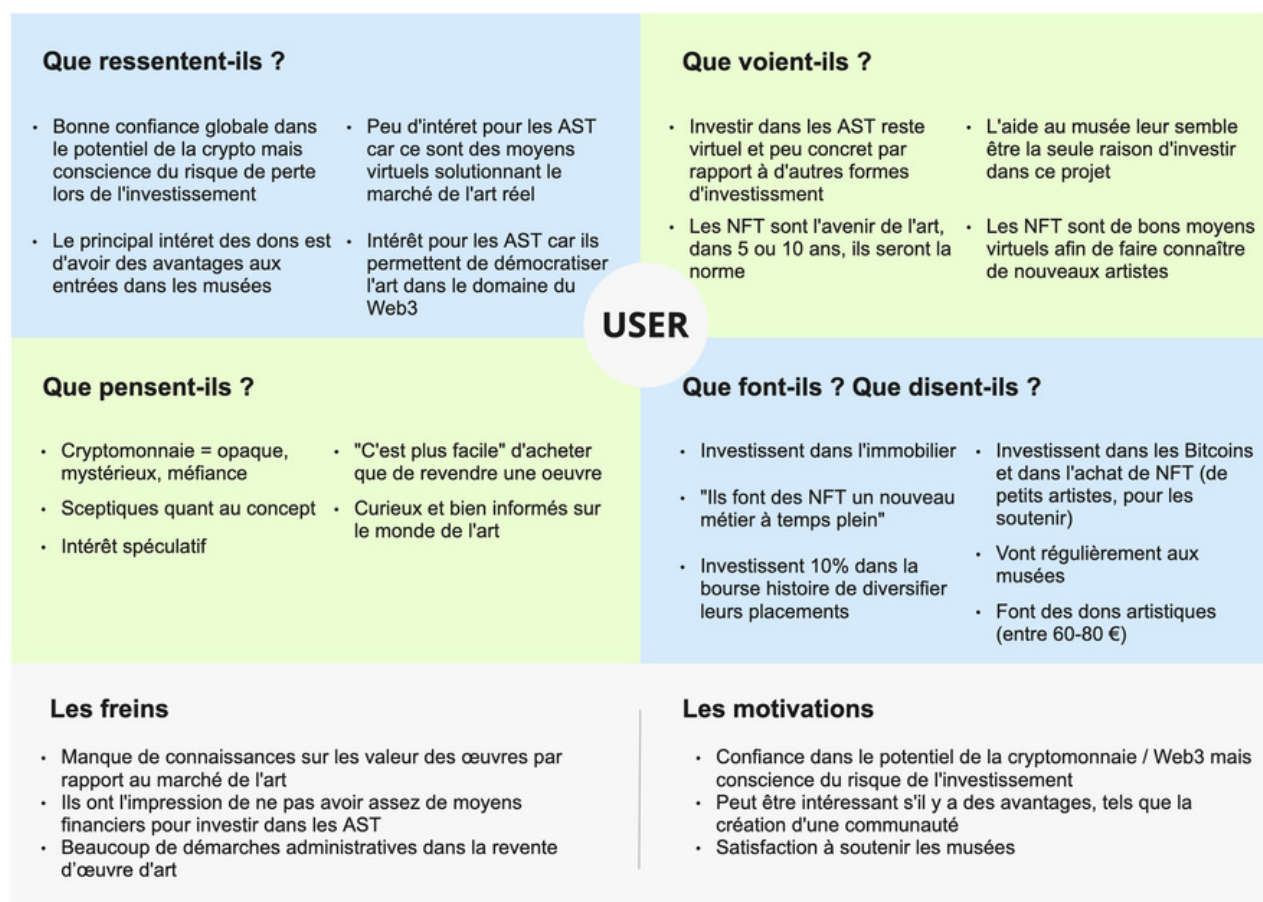 Que ressentent-ils ?
• Bonne confiance globale dans
le potentiel de la crypto mais
conscience du risque de perte
lors de l'investissement
• Le principal intéret des dons est
d'avoir des avantages aux
entrées dans les musées
• Peu d'intéret pour les AST
car ce sont des moyens
virtuels solutionnant le
marché de l'art réel
• Intérêt pour les AST car ils
permettent de démocratiser
l'art dans le domaine du
Web3
Que voient-ils ?
• Investir dans les AST reste
virtuel et peu concret par
rapport à d'autres formes
d'investissment
• Les NFT sont l'avenir de l'art,
dans 5 ou 10 ans, ils seront la
norme
• L'aide au musée leur semble
être la seule raison d'investir
dans ce projet
• Les NFT sont de bons moyens
virtuels afin de faire connaître
de nouveaux artistes
USER
Que pensent-ils ?
• Cryptomonnaie = opaque,
mystérieux, méfiance
• Sceptiques quant au concept
• Intérêt spéculatif
• "C'est plus facile" d'acheter
que de revendre une oeuvre
• Curieux et bien informés sur
le monde de l'art
Que font-ils ? Que disent-ils ?
• Investissent dans l'immobilier
• "Ils font des NFT un nouveau
métier à temps plein"
• Investissent 10% dans la
bourse histoire de diversifier
leurs placements
• Investissent dans les Bitcoins
et dans l'achat de NFT (de
petits artistes, pour les
soutenir)
• Vont régulièrement aux
musées
• Font des dons artistiques
(entre 60-80 €)
Les freins
• Manque de connaissances sur les valeur des œuvres par
rapport au marché de l'art
• Ils ont l'impression de ne pas avoir assez de moyens
financiers pour investir dans les AST
• Beaucoup de démarches administratives dans la revente
d’œuvre d'art
Les motivations
• Confiance dans le potentiel de la cryptomonnaie / Web3 mais
conscience du risque de l'investissement
• Peut être intéressant s'il y a des avantages, tels que la
création d'une communauté
• Satisfaction à soutenir les musées